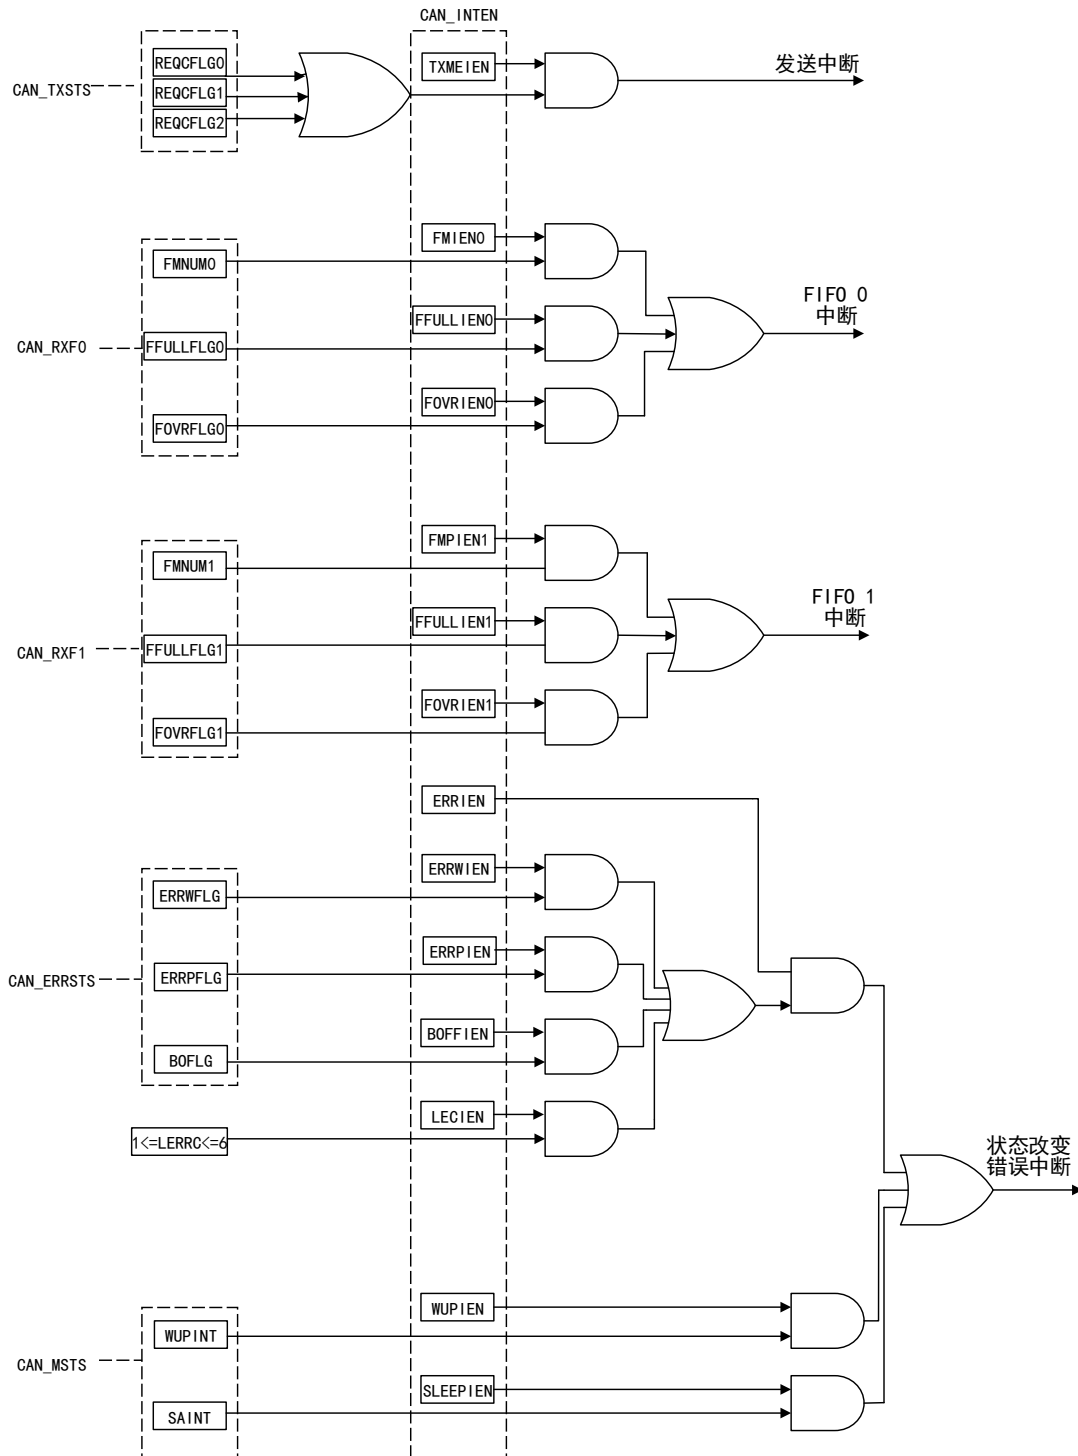 CAN_INTEN
REQCFLG0
TXMEIEN
发送中断
CAN_TXSTS
REQCFLG1
REQCFLG2
FMIEN0
FMNUM0
FIFO 0
中断
FFULLIEN0
CAN_RXF0
FFULLFLG0
FOVRIEN0
FOVRFLG0
FMPIEN1
FMNUM1
FIFO 1
中断
FFULLIEN1
CAN_RXF1
FFULLFLG1
FOVRIEN1
FOVRFLG1
ERRIEN
ERRWIEN
ERRWFLG
ERRPIEN
CAN_ERRSTS
ERRPFLG
BOFFIEN
BOFLG
LECIEN
1<=LERRC<=6
状态改变
错误中断
WUPIEN
WUPINT
CAN_MSTS
SLEEPIEN
SAINT